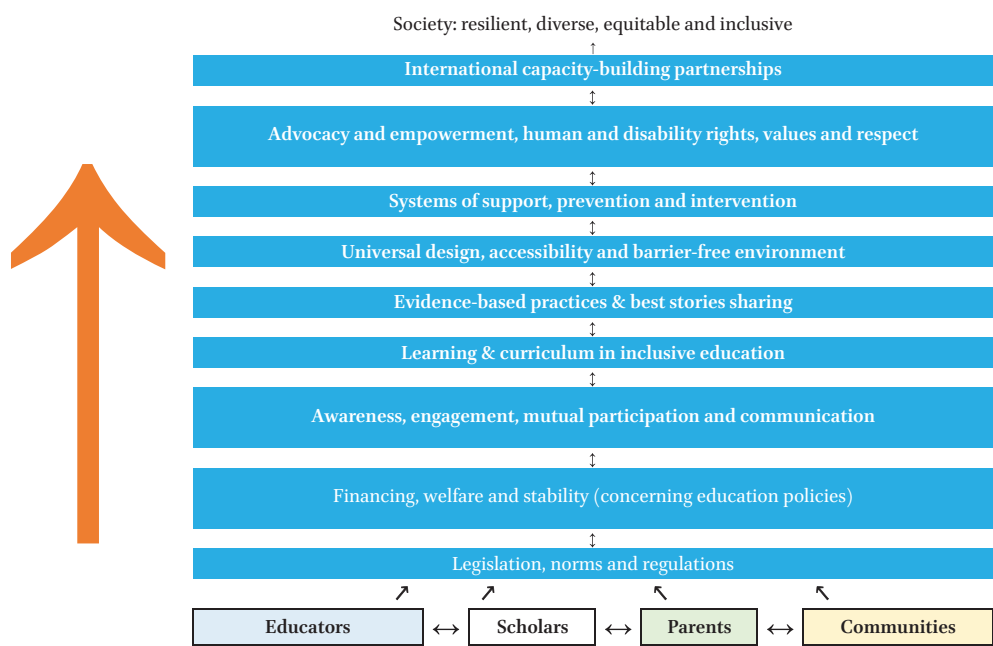 Society: resilient, diverse, equitable and inclusive
International capacity-building partnerships
Advocacy and empowerment, human and disability rights, values and respect
Systems of support, prevention and intervention
Universal design, accessibility and barrier-free environment
Evidence-based practices & best stories sharing
Learning & curriculum in inclusive education
Awareness, engagement, mutual participation and communication
Financing, welfare and stability (concerning education policies)
Legislation, norms and regulations
Educators
Scholars
Parents
Communities